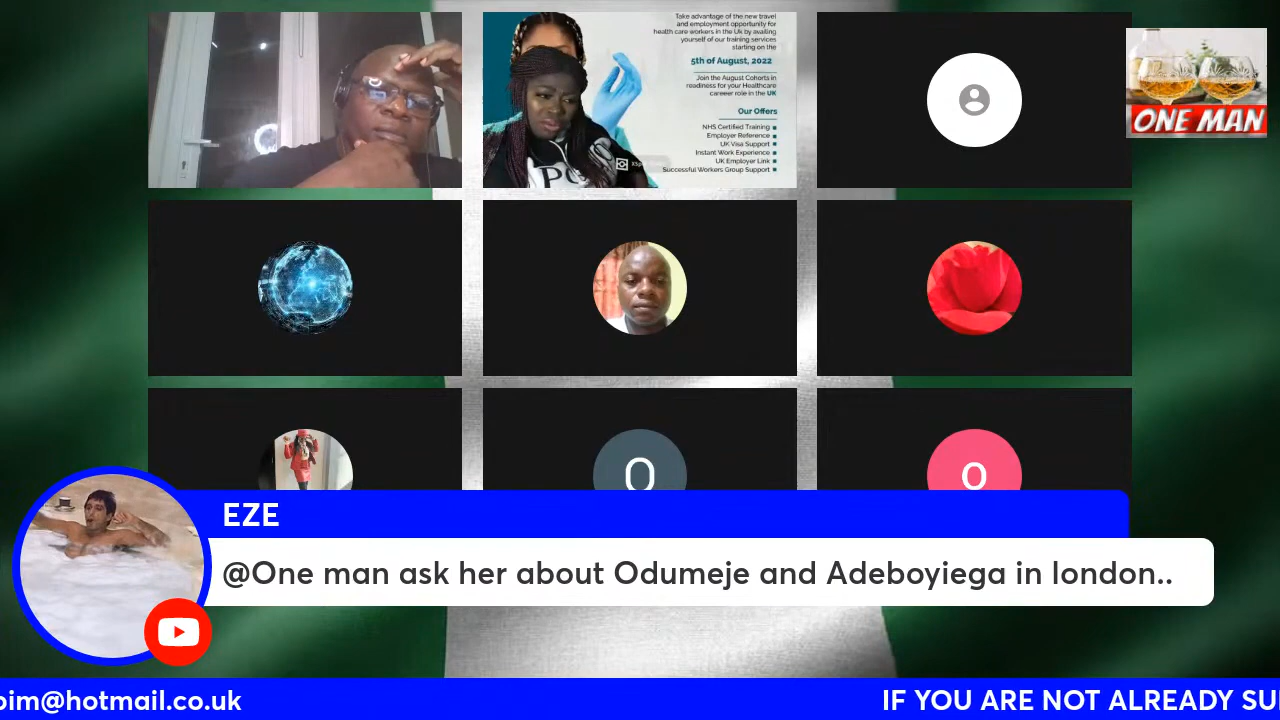 Take advantage of the new travel
and employment opportunity for
health care workers in the Uk by availing
yourself of our training services
starting on the
5th of August, 2022
Join the August Cohorts in
readiness for your Healthcare
career role in the UK
Our Offers
NHS Certified Training
Employer Reference
UK Visa Support
Instant Work Experience
UK Employer Link
Successful Workers Group Support
ONE MAN
O
O
EZE
@One man ask her about Odumeje and Adeboyiega in london..
bim@hotmail.co.uk
IF YOU ARE NOT ALREADY SU